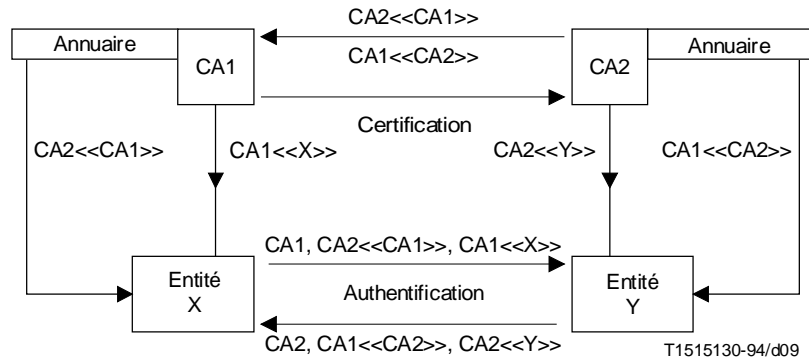 CA2<<CA1>>
Annuaire
CA1
CA1<<CA2>>
CA2
Annuaire
Certification
CA2<<CA1>>
CA1<<X>>
CA2<<Y>>
CA1<<CA2>>
CA1, CA2<<CA1>>, CA1<<X>>
Entité
X
Authentification
Entité
Y
CA2, CA1<<CA2>>, CA2<<Y>>
T1515130-94/d09